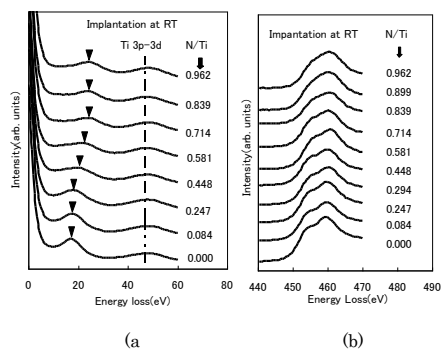 (a)
Implantation at RT
Ti 3p−3d
N/Ti
0.962
0.839
0.714
0.581
0.448
0.247
0.084
0.000
Intensity(arb. units)
0 20 40 60 80
Energy loss(eV)
(a
(b)
Impantation at RT
N/Ti
0.962
0.899
0.839
0.714
0.581
0.448
0.294
0.247
0.084
0.000
Intensity(arb. units)
440 450 460 470 480 490
Energy Loss(eV)
(b)